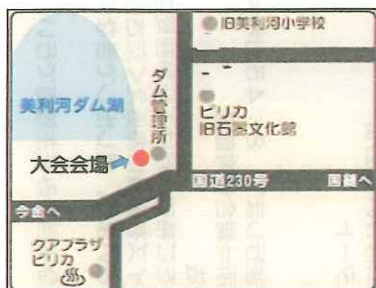 旧美利河小学校
ダム管理所
美利河ダム湖
ピリカ
旧石器文化館
大会会場
国道230号
国縫へ
今金へ
クアプラザ
ピリカ